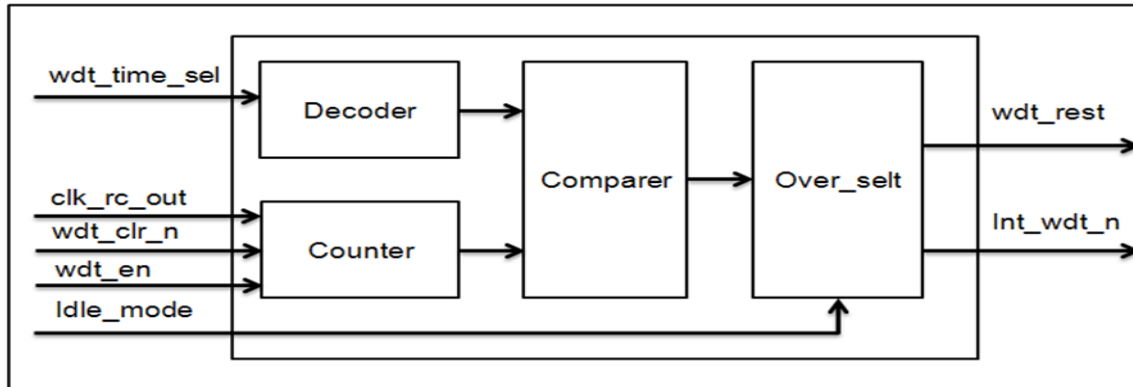 wdt_time_sel
Decoder
wdt_rest
Comparer
Over_selt
clk_rc_out
wdt_clr_n
Counter
Int_wdt_n
wdt_en
Idle_mode